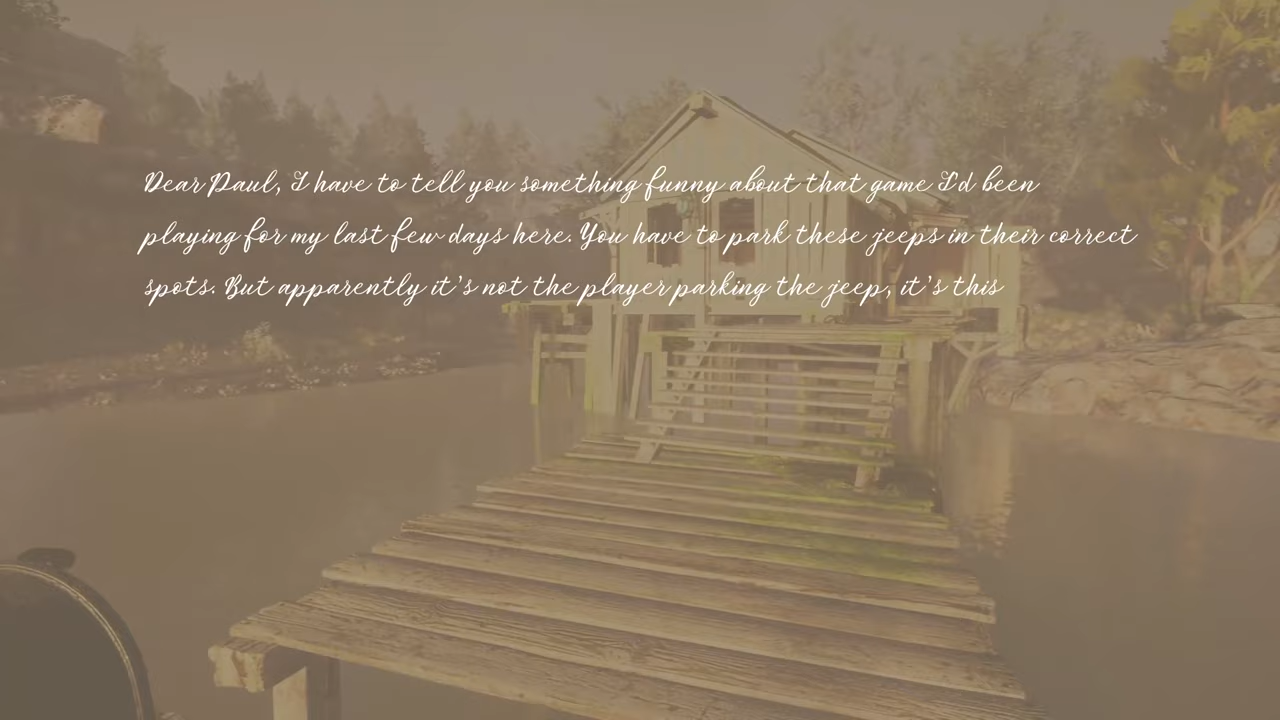 Dear Paul, I have to tell you something funny about that game I'd been
playing for my last few days here. You have to park these jeeps in their correct
spots. But apparently it's not the player parking the jeep, it's this